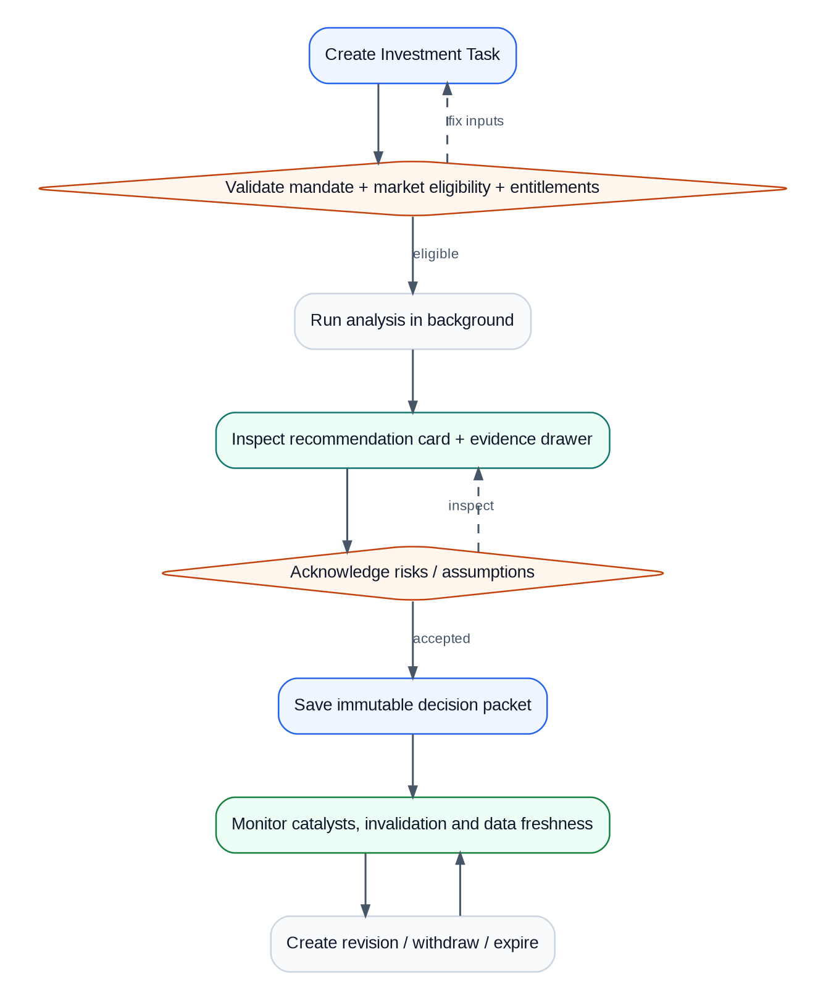 Create Investment Task
fix inputs
Validate mandate + market eligibility + entitlements
eligible
Run analysis in background
Inspect recommendation card + evidence drawer
inspect
Acknowledge risks / assumptions
accepted
Save immutable decision packet
Monitor catalysts, invalidation and data freshness
Create revision / withdraw / expire